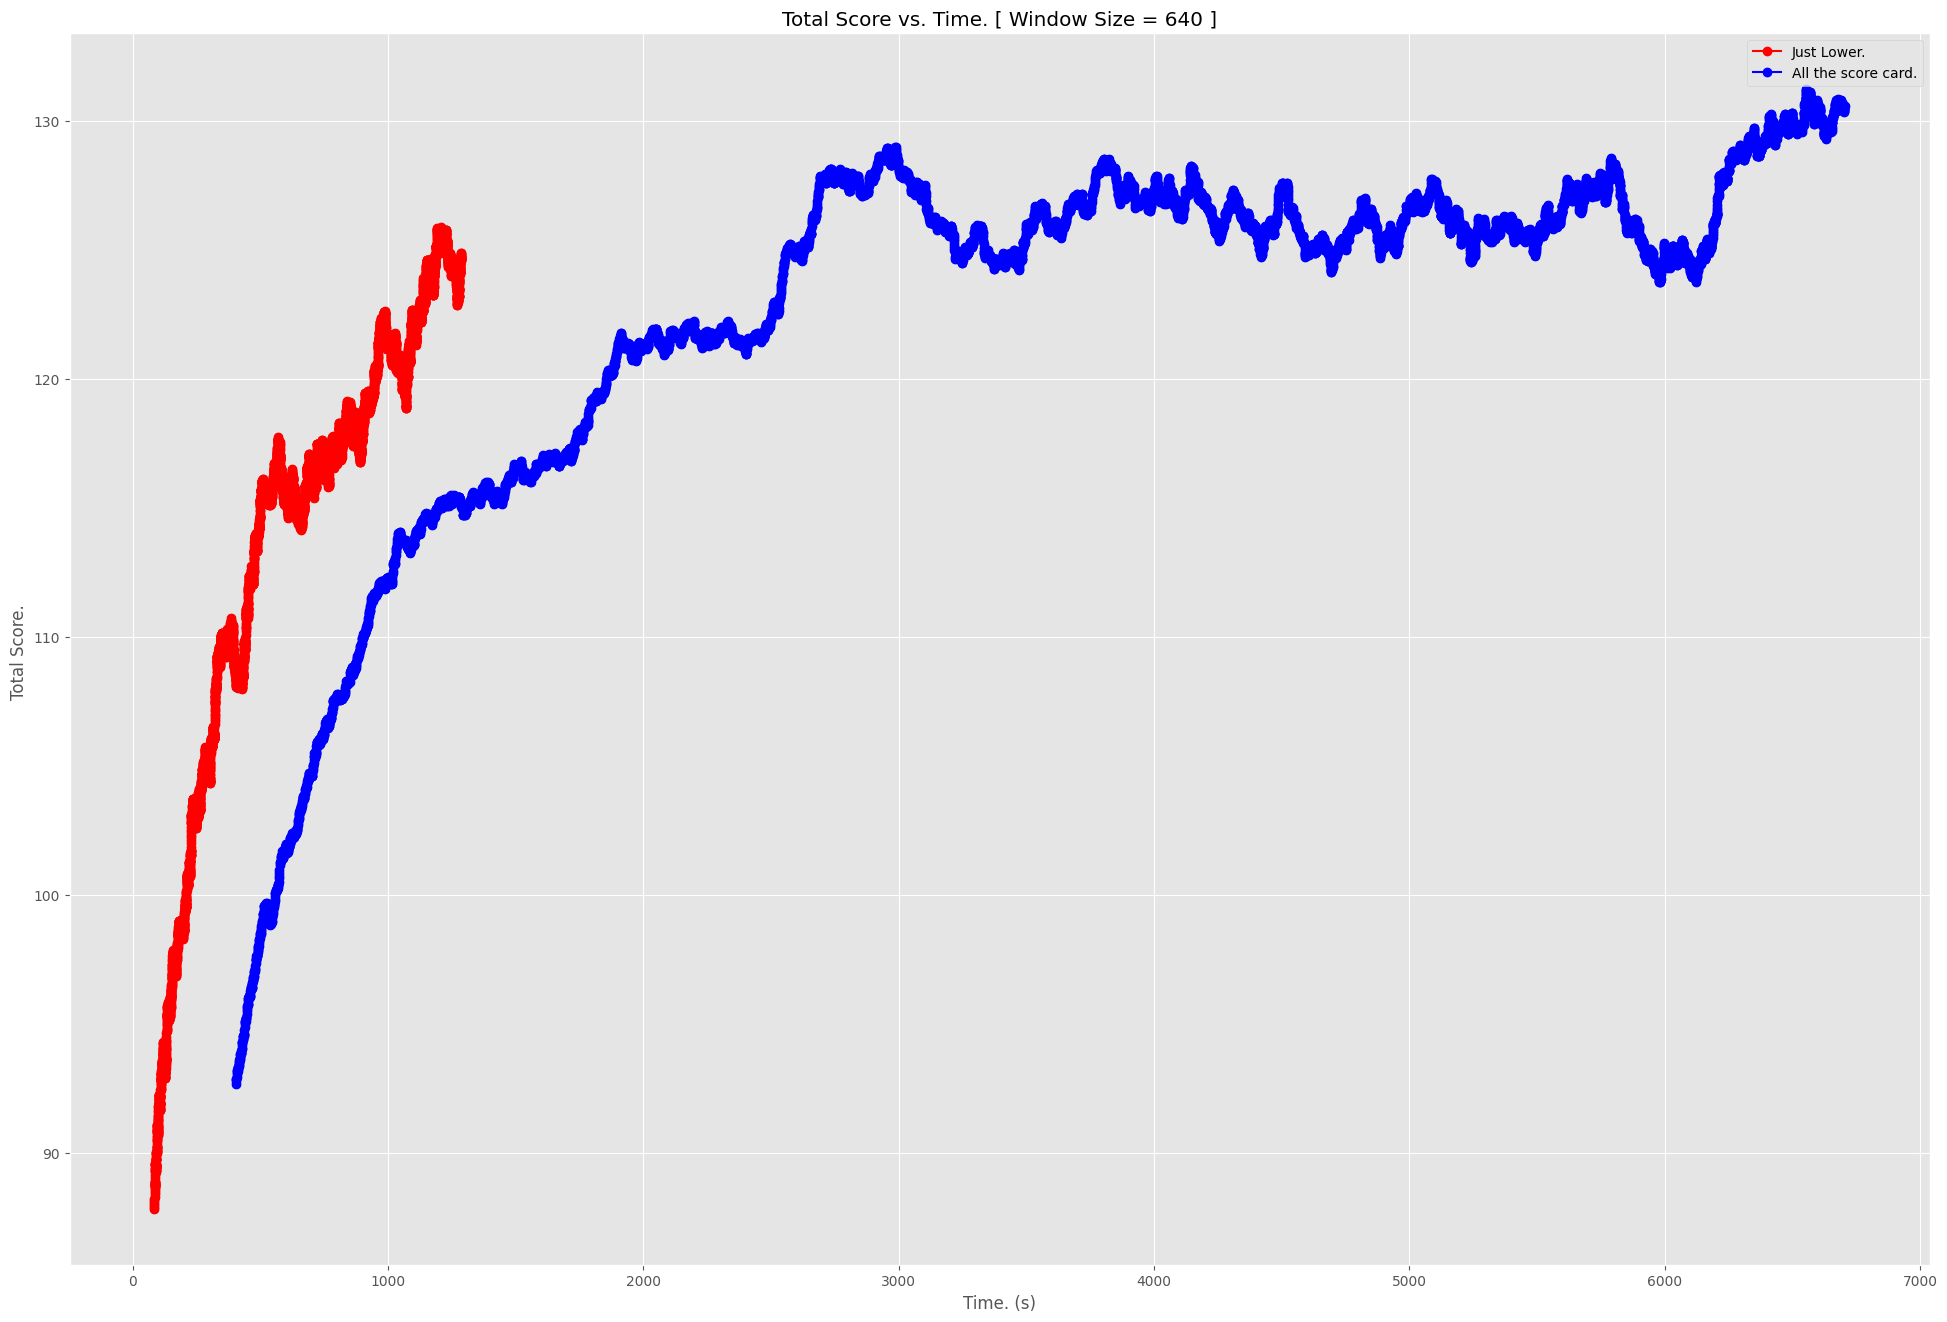 Total Score vs. Time. [ Window Size = 640 ]
Just Lower.
All the score card.
Total Score.
130
120
110
100
90
0 1000 2000 3000 4000 5000 6000 7000
Time. (s)